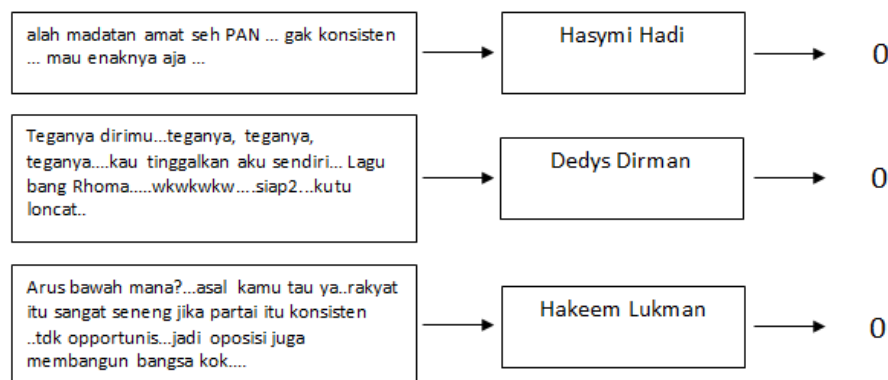 alah madatan amat seh PAN ... gak konsisten
... mau enaknya aja ...
Hasymi Hadi
0
Teganya dirimu...teganya, teganya,
teganya....kau tinggalkan aku sendiri... Lagu
bang Rhoma.....wkwkwkw....siap2...kutu
loncat..
Dedys Dirman
0
Arus bawah mana?...asal kamu tau ya..rakyat
itu sangat seneng jika partai itu konsisten
..tdk opportunis...jadi oposisi juga
membangun bangsa kok....
Hakeem Lukman
0